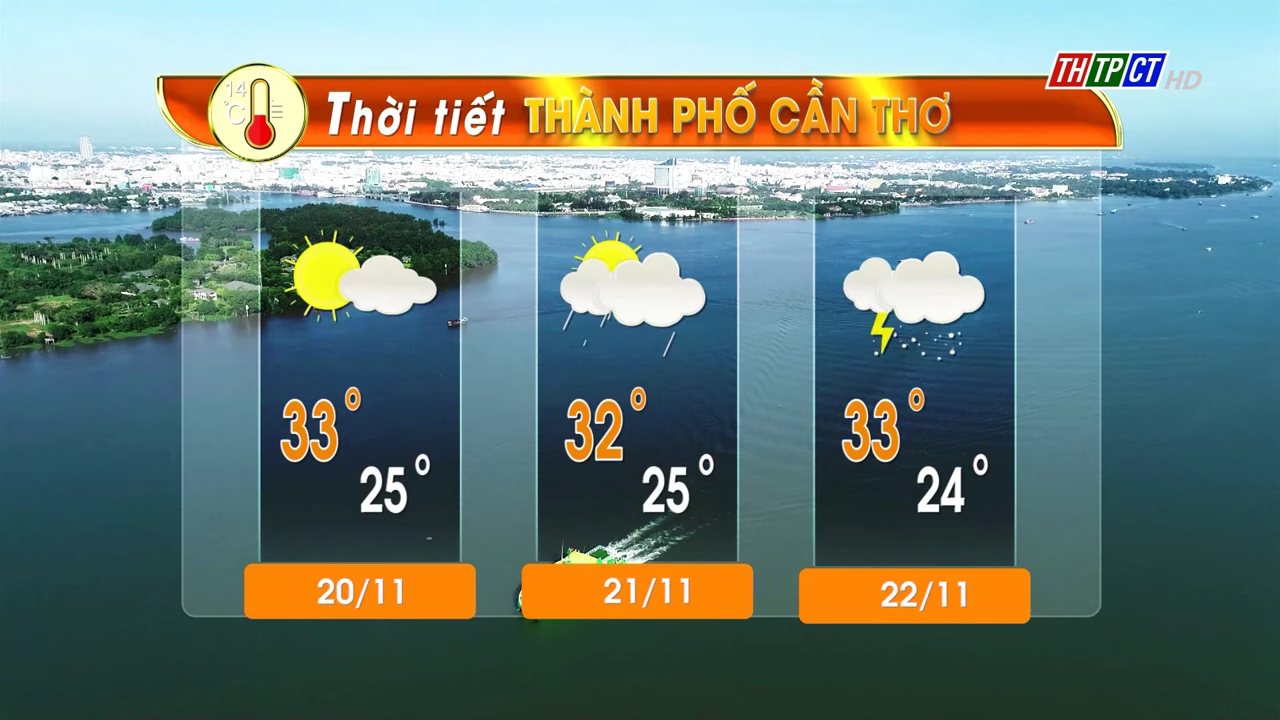 THTPCT HD
14
°C
Thời tiết THÀNH PHỐ CẦN THƠ
33° 32° 33°
25° 25° 24°
20/11 21/11 22/11